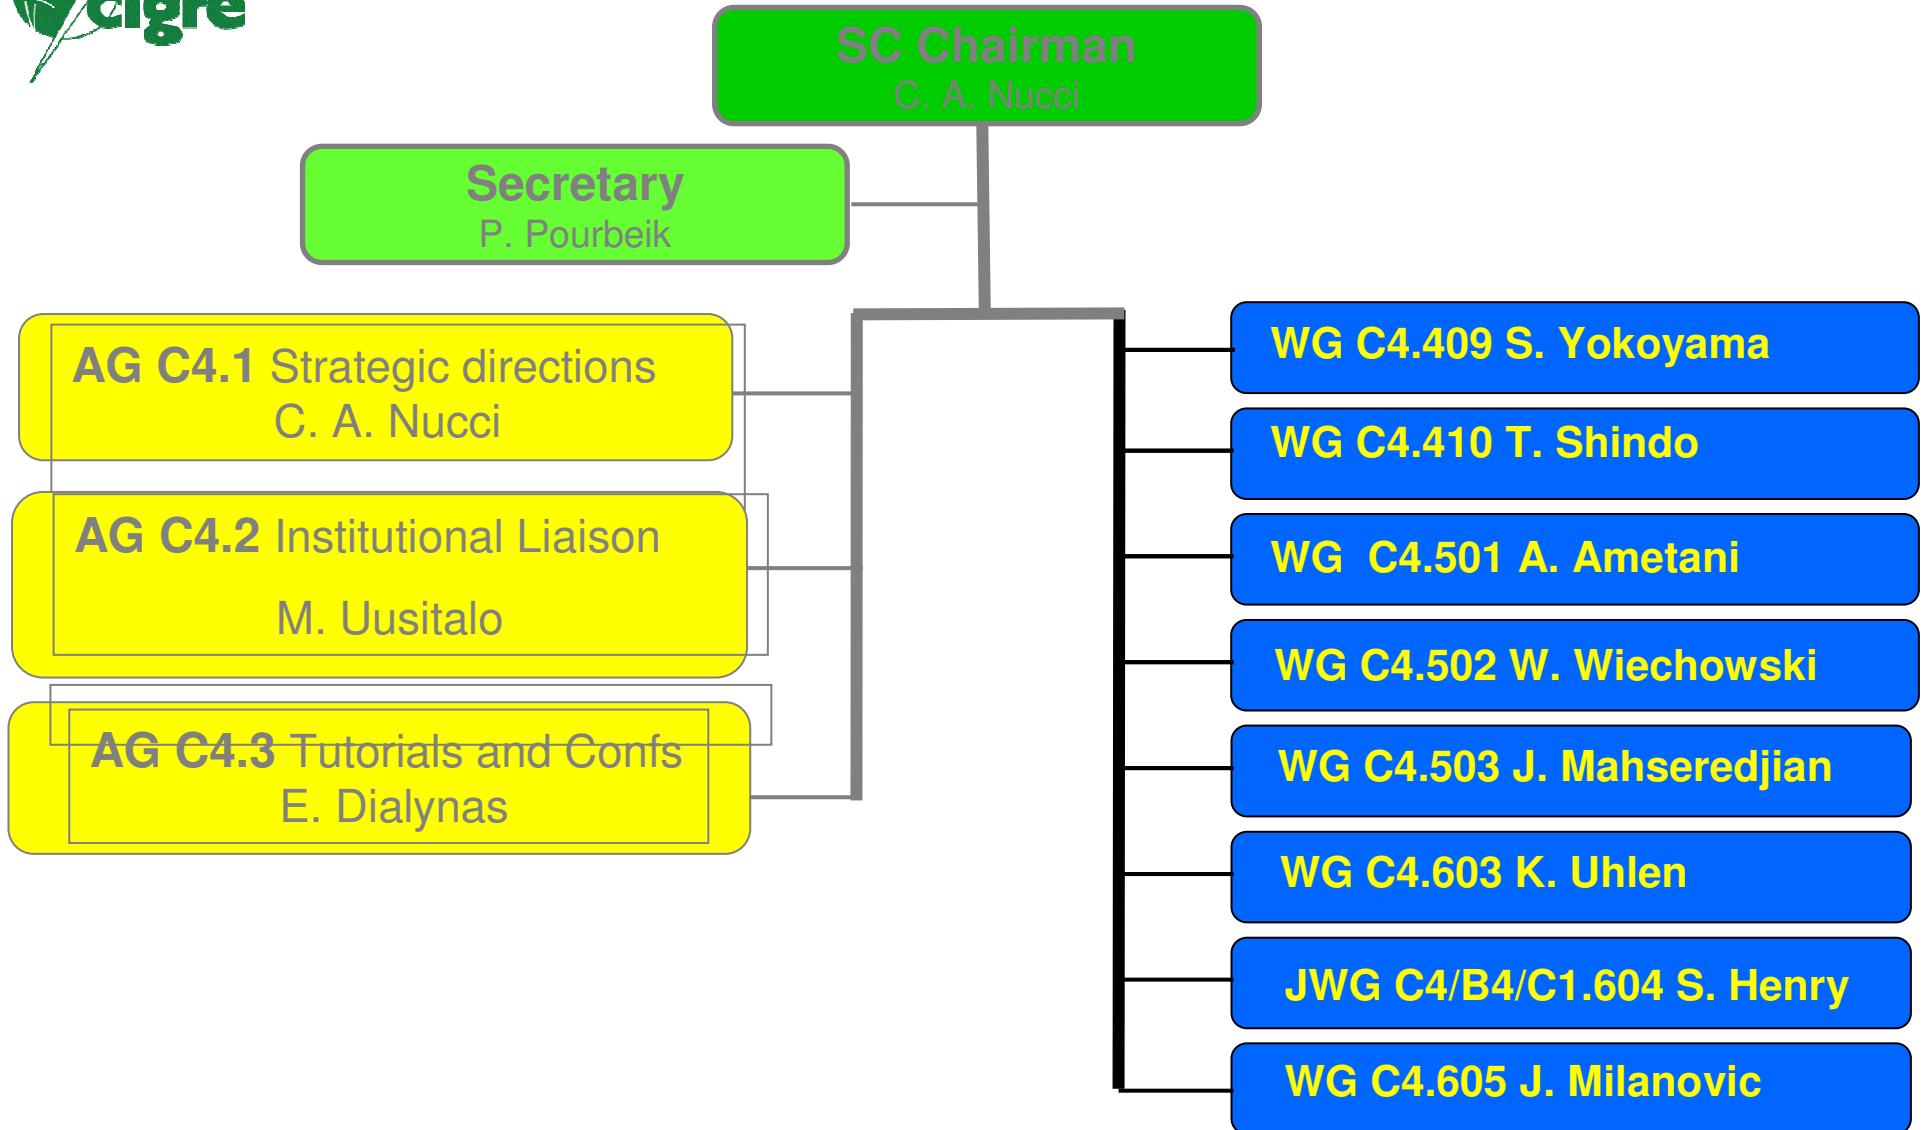 cigre
SC Chairman
C. A. Nucci
Secretary
P. Pourbeik
AG C4.1 Strategic directions
C. A. Nucci
AG C4.2 Institutional Liaison
M. Uusitalo
AG C4.3 Tutorials and Confs
E. Dialynas
WG C4.409 S. Yokoyama
WG C4.410 T. Shindo
WG  C4.501 A. Ametani
WG C4.502 W. Wiechowski
WG C4.503 J. Mahseredjian
WG C4.603 K. Uhlen
JWG C4/B4/C1.604 S. Henry
WG C4.605 J. Milanovic